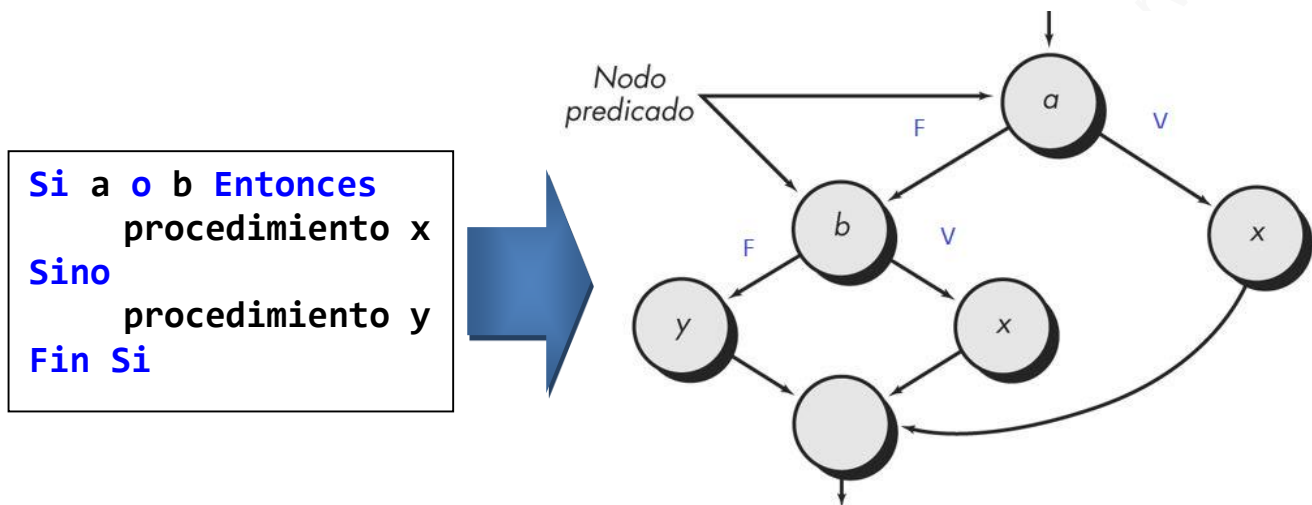 Si a o b Entonces
procedimiento x
Sino
procedimiento y
Fin Si
Nodo
predicado
a
F
V
b
x
F
V
y
x